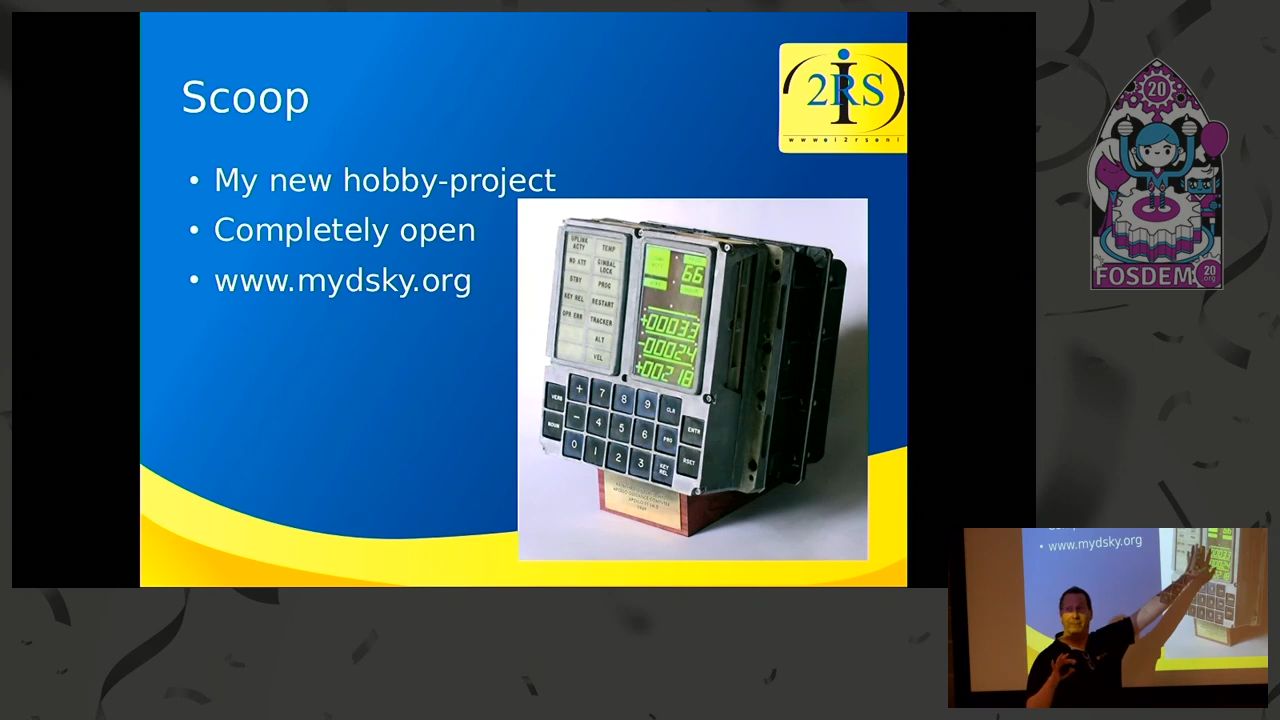 Scoop
i
2RS
• My new hobby-project
• Completely open
• www.mydsky.org
UPLINK ACTY
TEMP
NO ATT
GIMBAL LOCK
STBY
PROG
KEY REL
RESTART
OPR ERR
TRACKER
ALT
VEL
66
+00033
-00024
+00218
VERB
+
7
8
9
CLR
ENTR
NOUN
-
4
5
6
PRO
RSET
0
1
2
3
KEY REL
20
FOSDEM
20
org
• www.mydsky.org